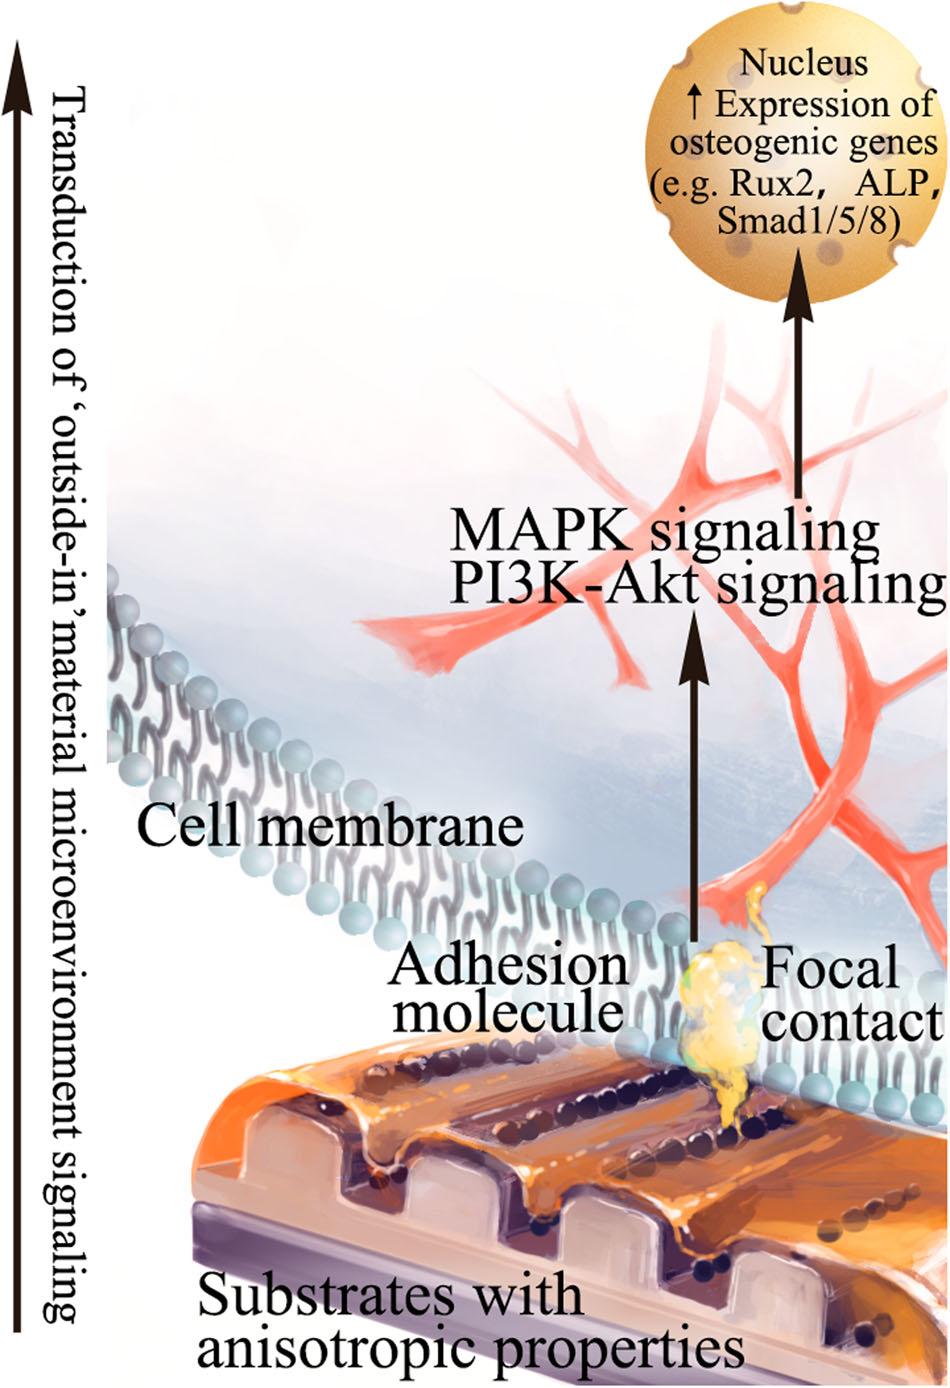 Nucleus
↑ Expression of
osteogenic genes
(e.g. Rux2, ALP,
Smad1/5/8)
Transduction of ‘outside-in’material microenvironment signaling
MAPK signaling
PI3K-Akt signaling
Cell membrane
Adhesion
molecule
Focal
contact
Substrates with
anisotropic properties